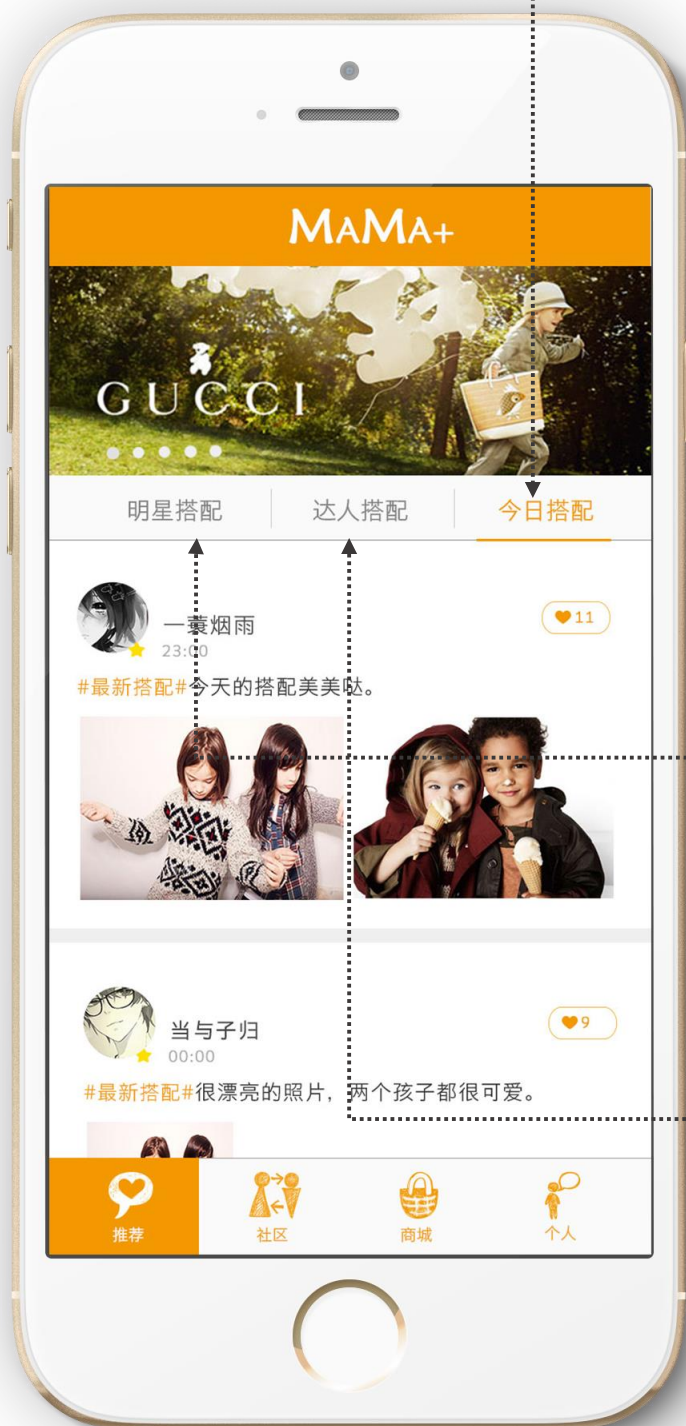 MAMA+
GUCCI
明星搭配
达人搭配
今日搭配
一蓑烟雨
11
23:00
#最新搭配#今天的搭配美美哒。
当与子归
9
00:00
#最新搭配#很漂亮的照片，两个孩子都很可爱。
推荐
社区
商城
个人